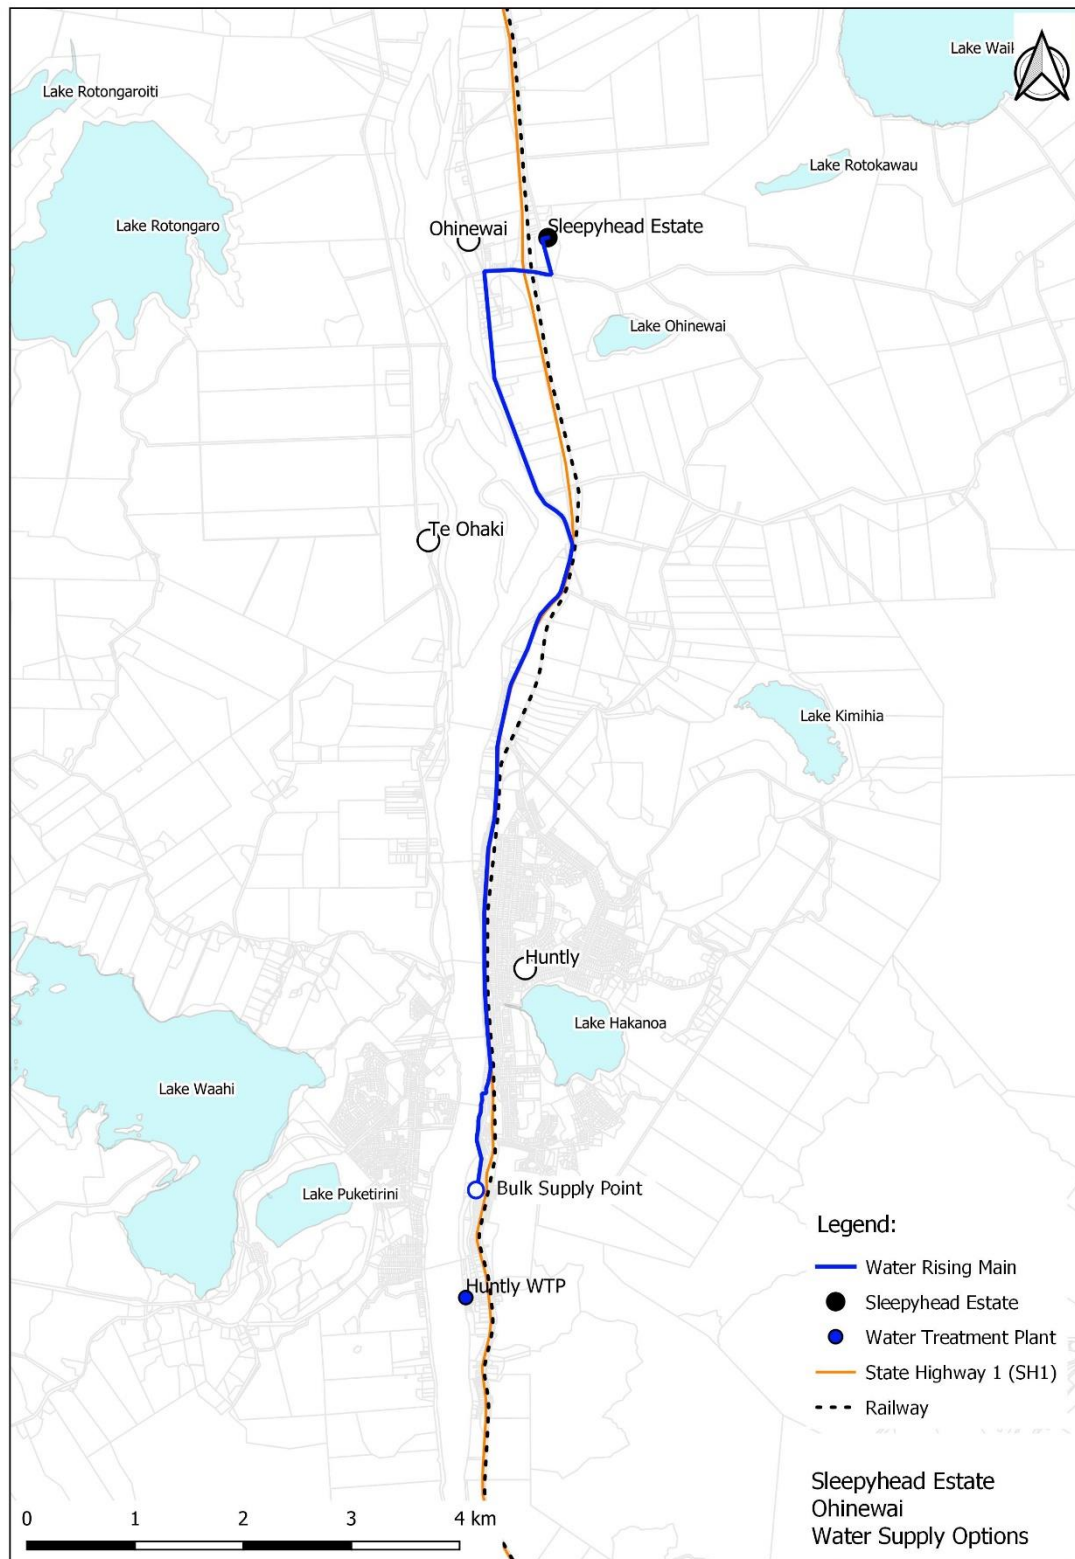 Lake Rotongaroiti
Lake Rotokawau
Lake Rotongaro
Ohinewai
Sleepyhead Estate
Lake Ohinewai
Te Ohaki
Lake Kimihia
Huntly
Lake Hakanoa
Lake Waahi
Lake Puketirini
Bulk Supply Point
Huntly WTP
Legend:
Water Rising Main
Sleepyhead Estate
Water Treatment Plant
State Highway 1 (SH1)
Railway
Sleepyhead Estate
Ohinewai
Water Supply Options
0 1 2 3 4 km